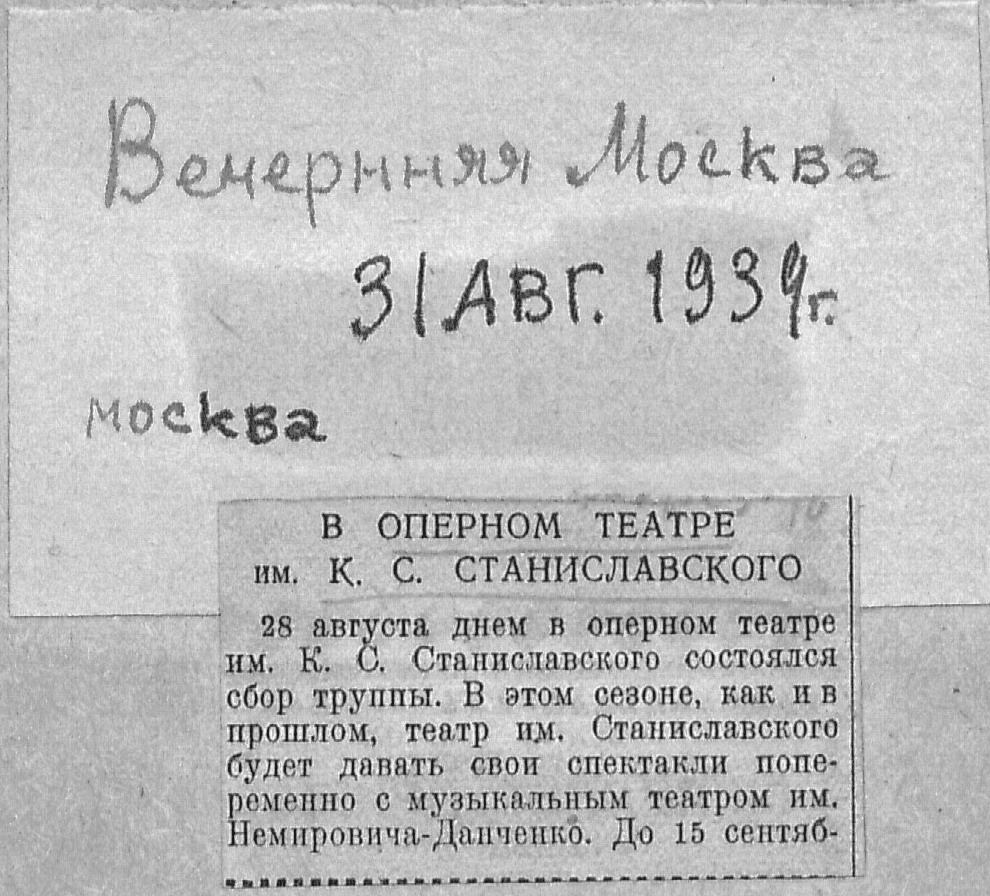 Вечернняя Москва
31 АВГ. 1939 г.
москва
В ОПЕРНОМ ТЕАТРЕ
им. К. С. СТАНИСЛАВСКОГО
28 августа днем в оперном театре
им. К. С. Станиславского состоялся
сбор труппы. В этом сезоне, как и в
прошлом, театр им. Станиславского
будет давать свои спектакли попе-
ременно с музыкальным театром им.
Немировича-Данченко. До 15 сентяб-